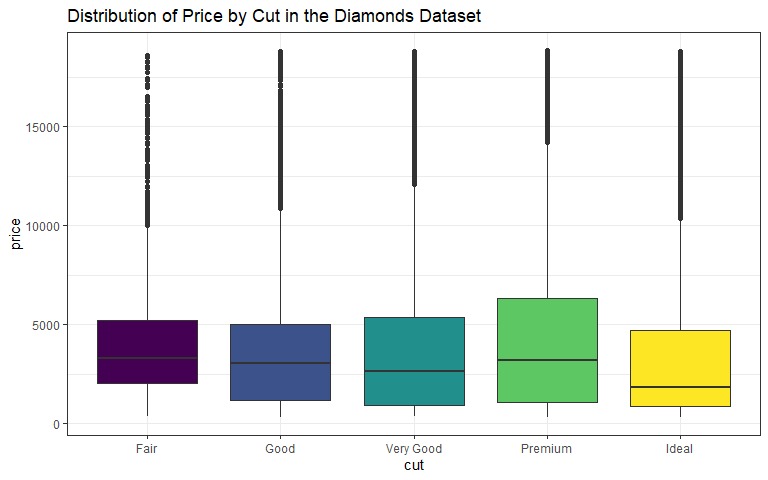 Distribution of Price by Cut in the Diamonds Dataset
price
15000
10000
5000
0
Fair Good Very Good Premium Ideal
cut